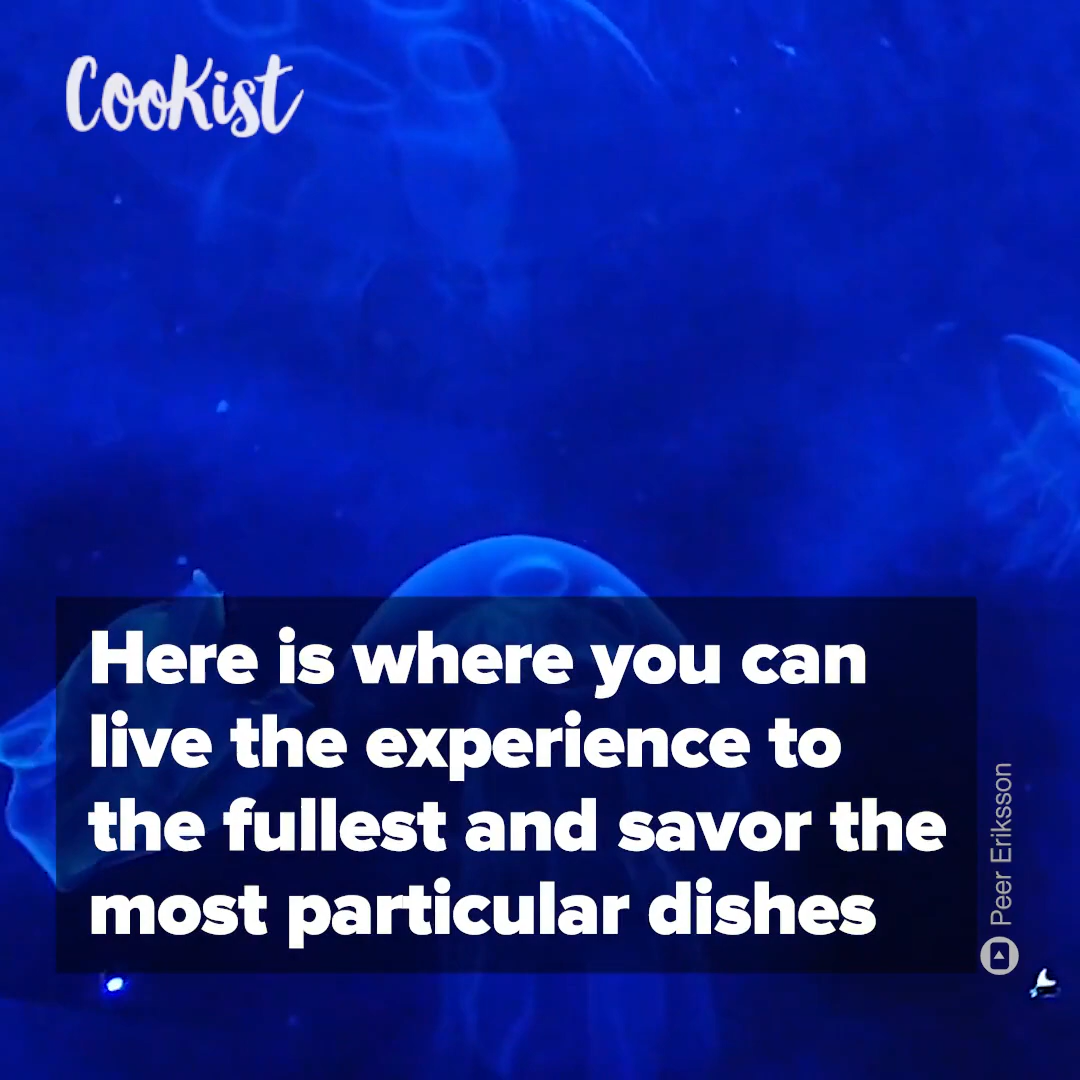 CooKist
Here is where you can
live the experience to
the fullest and savor the
most particular dishes
Peer Eriksson